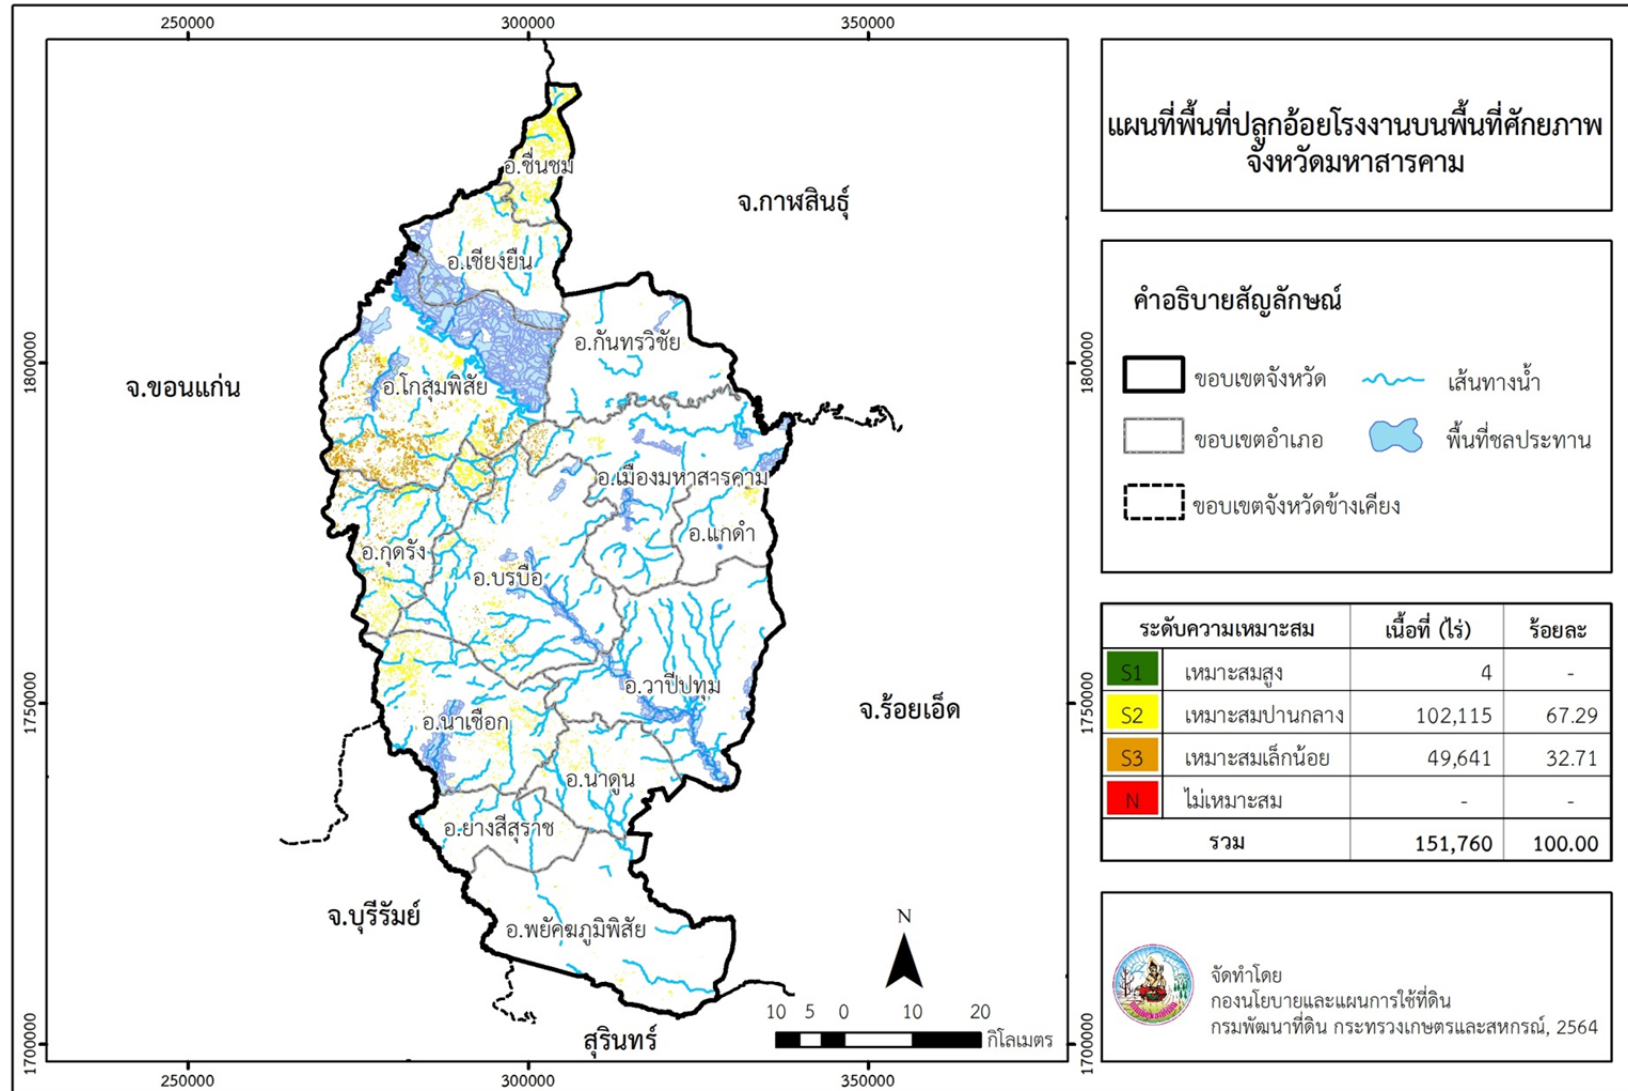 250000
300000
350000
แผนที่พื้นที่ปลูกอ้อยโรงงานบนพื้นที่ศักยภาพ
จังหวัดมหาสารคาม
อ.ชื่นชม
จ.กาฬสินธุ์
อ.เชียงยืน
คำอธิบายสัญลักษณ์
อ.กันทรวิชัย
1800000
1800000
จ.ขอนแก่น
อ.โกสุมพิสัย
ขอบเขตจังหวัด
เส้นทางน้ำ
ขอบเขตอำเภอ
พื้นที่ชลประทาน
อ.เมืองมหาสารคาม
ขอบเขตจังหวัดข้างเคียง
อ.แกดำ
อ.กุดรัง
อ.บรบือ
ระดับความเหมาะสม เนื้อที่ (ไร่) ร้อยละ
S1 เหมาะสมสูง 4 -
S2 เหมาะสมปานกลาง 102,115 67.29
S3 เหมาะสมเล็กน้อย 49,641 32.71
N ไม่เหมาะสม - -
รวม 151,760 100.00
1750000
1750000
อ.วาปีปทุม
จ.ร้อยเอ็ด
อ.นาเชือก
อ.นาดูน
อ.ยางสีสุราช
จ.บุรีรัมย์
อ.พยัคฆภูมิพิสัย
N
10 5 0 10 20
กิโลเมตร
สุรินทร์
1700000
1700000
250000
300000
350000
จัดทำโดย
กองนโยบายและแผนการใช้ที่ดิน
กรมพัฒนาที่ดิน กระทรวงเกษตรและสหกรณ์, 2564